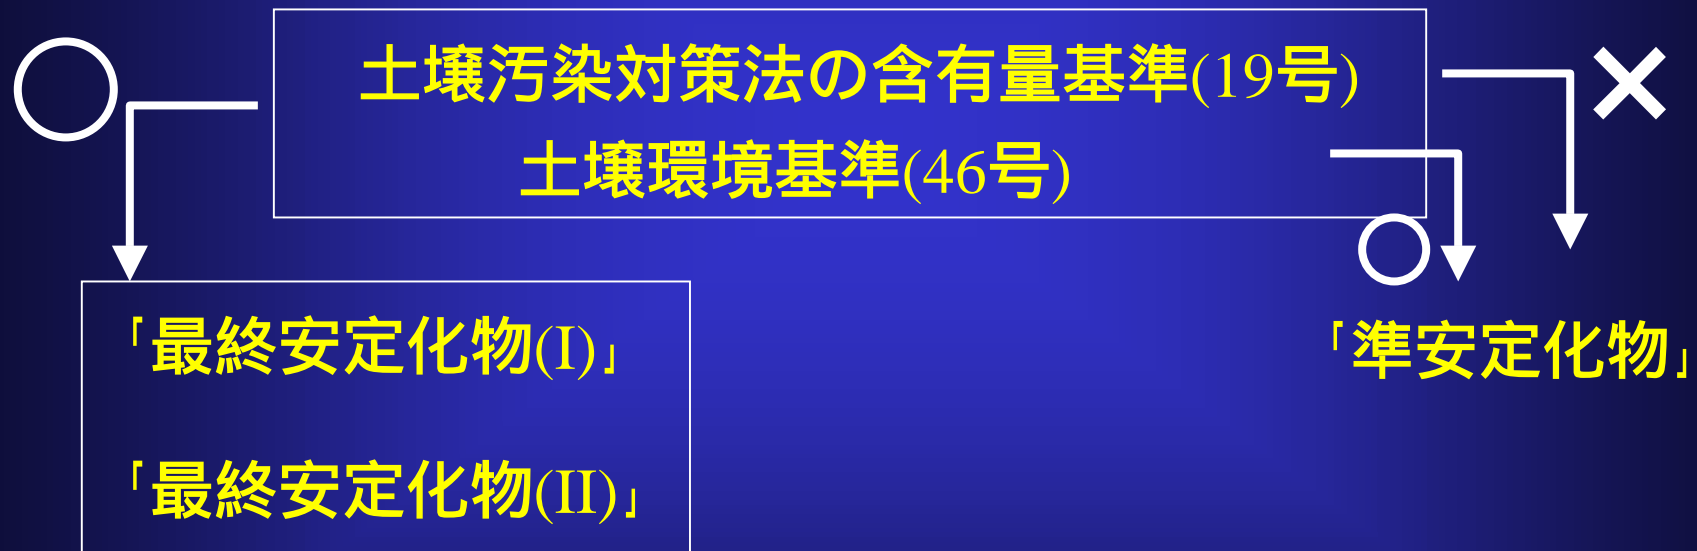 土壌汚染対策法の含有量基準(19号)
土壌環境基準(46号)
「最終安定化物(I)」
「準安定化物」
「最終安定化物(II)」